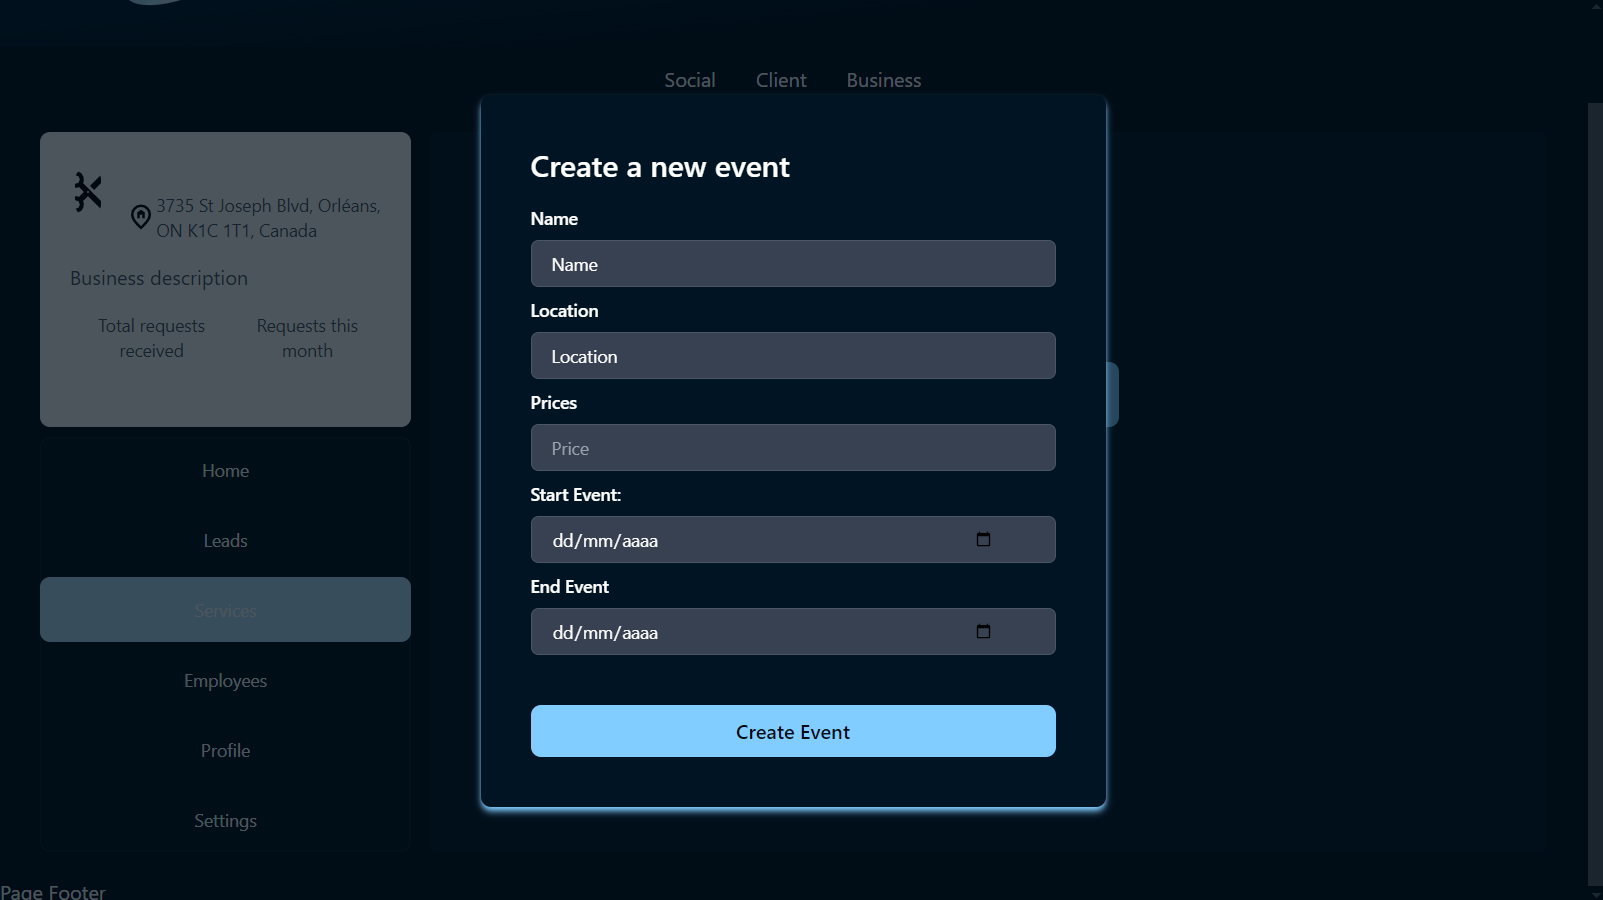 Social
Client
Business
3735 St Joseph Blvd, Orléans,
ON K1C 1T1, Canada
Business description
Total requests
received
Requests this
month
Home
Leads
Services
Employees
Profile
Settings
Create a new event
Name
Name
Location
Location
Prices
Price
Start Event:
dd/mm/aaaa
End Event
dd/mm/aaaa
Create Event
Page Footer